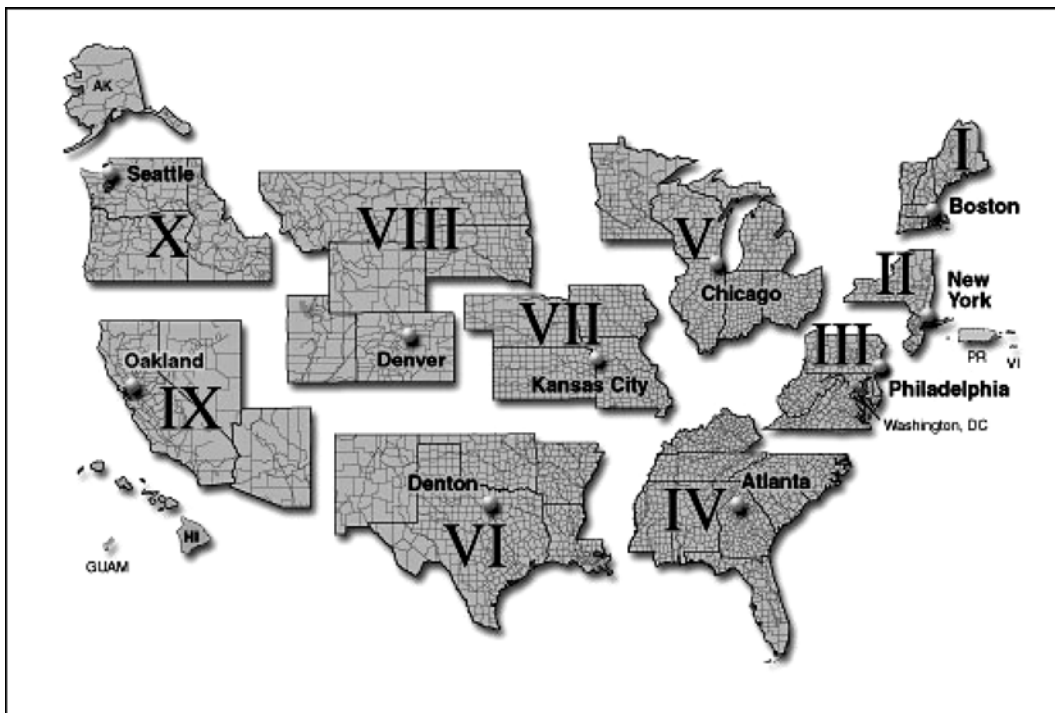 AK
I
Seattle
Boston
X
VIII
V
II
New
York
Chicago
VII
III
PR
VI
Oakland
Denver
Kansas City
Philadelphia
IX
Washington, DC
Denton
Atlanta
IV
VI
HI
GUAM